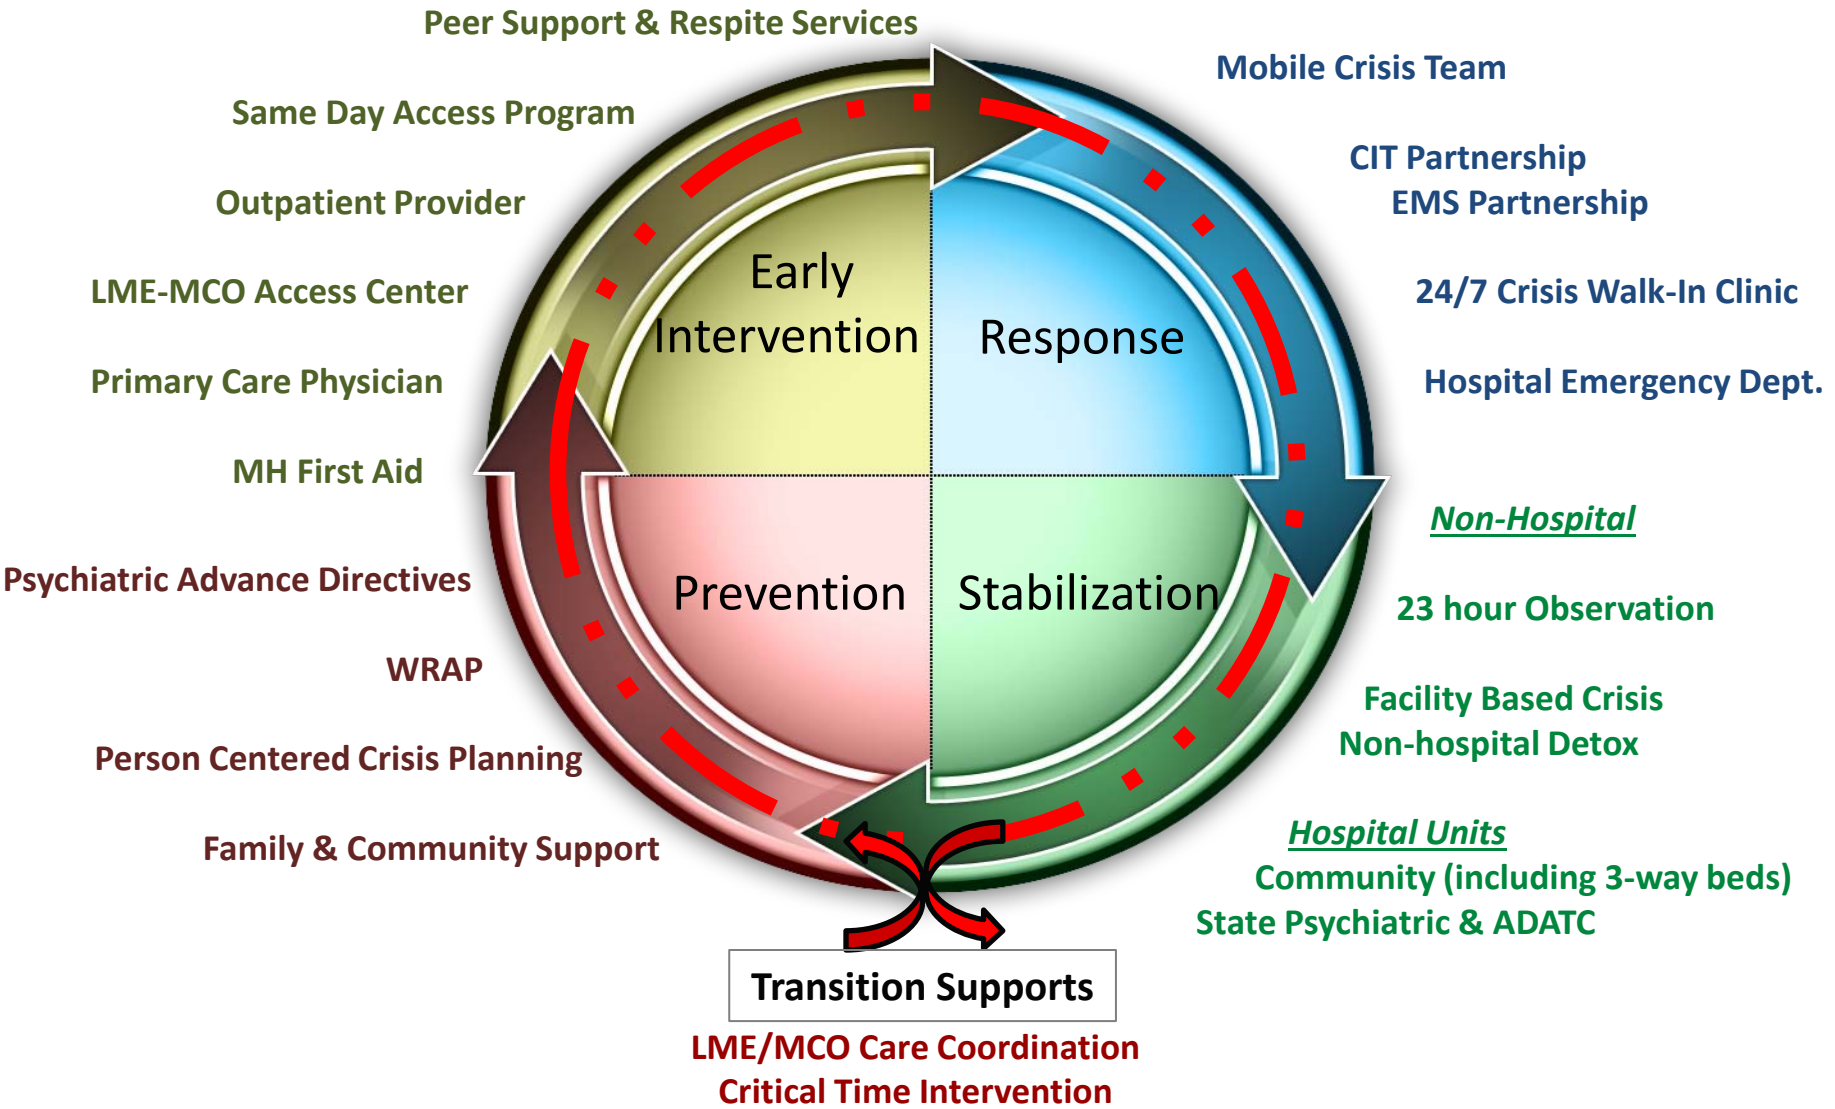 Peer Support & Respite Services
Same Day Access Program
Outpatient Provider
LME-MCO Access Center
Primary Care Physician
MH First Aid
Early
Intervention
Mobile Crisis Team
CIT Partnership
EMS Partnership
24/7 Crisis Walk-In Clinic
Hospital Emergency Dept.
Response
Non-Hospital
23 hour Observation
Facility Based Crisis
Non-hospital Detox
Hospital Units
Community (including 3-way beds)
State Psychiatric & ADATC
Stabilization
Prevention
Psychiatric Advance Directives
WRAP
Person Centered Crisis Planning
Family & Community Support
Transition Supports
LME/MCO Care Coordination
Critical Time Intervention